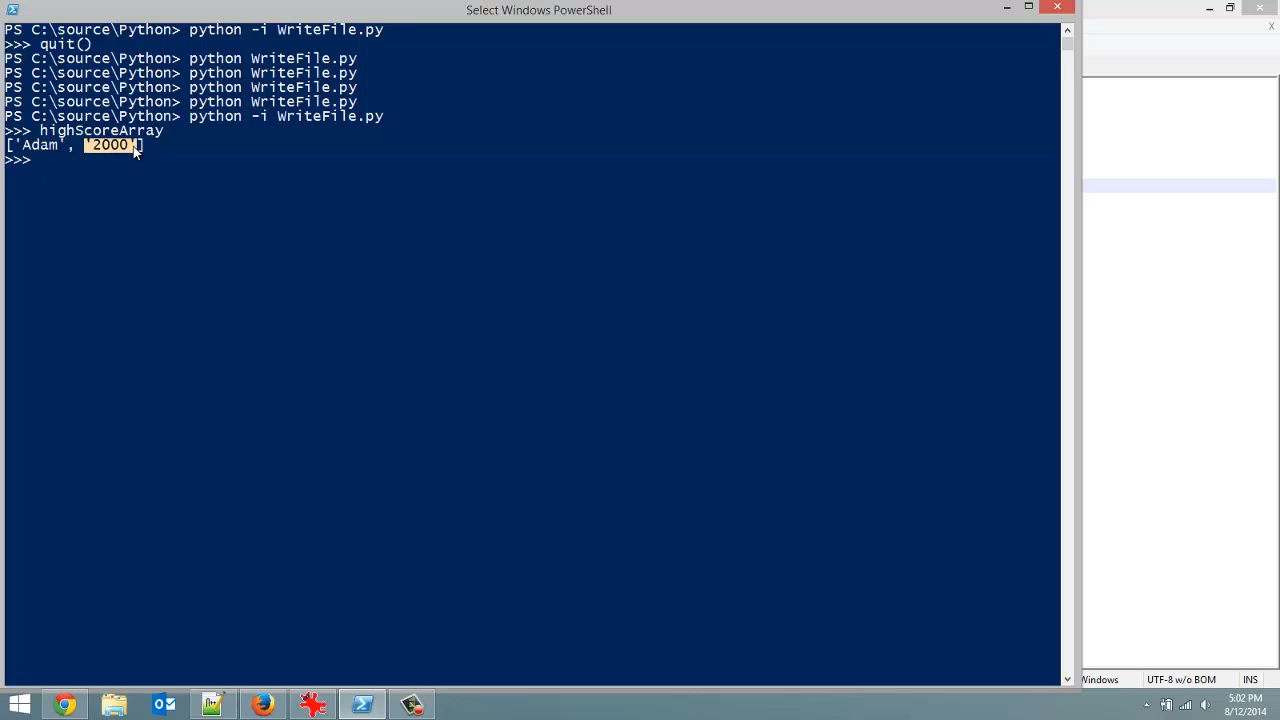 Select Windows PowerShell
PS C:\source\Python> python -i WriteFile.py
>>> quit()
PS C:\source\Python> python WriteFile.py
PS C:\source\Python> python WriteFile.py
PS C:\source\Python> python WriteFile.py
PS C:\source\Python> python WriteFile.py
PS C:\source\Python> python -i WriteFile.py
>>> highScoreArray
['Adam', '2000']
>>>
Windows UTF-8 w/o BOM INS
5:02 PM
8/12/2014